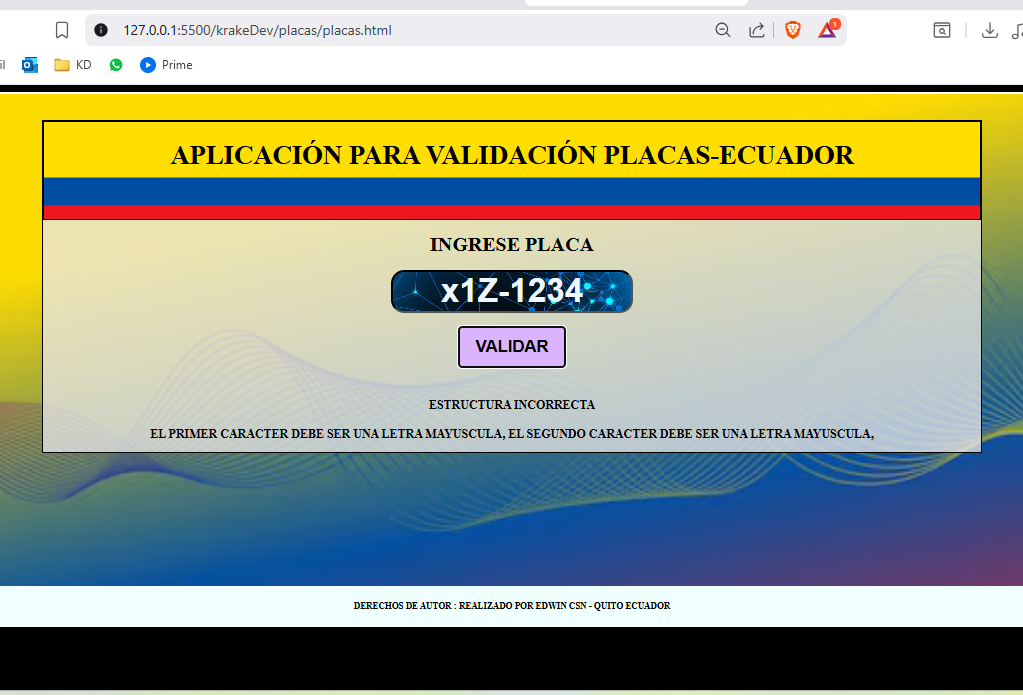 127.0.0.1:5500/krakeDev/placas/placas.html
1
il
KD
Prime
APLICACIÓN PARA VALIDACIÓN PLACAS-ECUADOR
INGRESE PLACA
x1Z-1234
VALIDAR
ESTRUCTURA INCORRECTA
EL PRIMER CARACTER DEBE SER UNA LETRA MAYUSCULA, EL SEGUNDO CARACTER DEBE SER UNA LETRA MAYUSCULA,
DERECHOS DE AUTOR : REALIZADO POR EDWIN CSN - QUITO ECUADOR